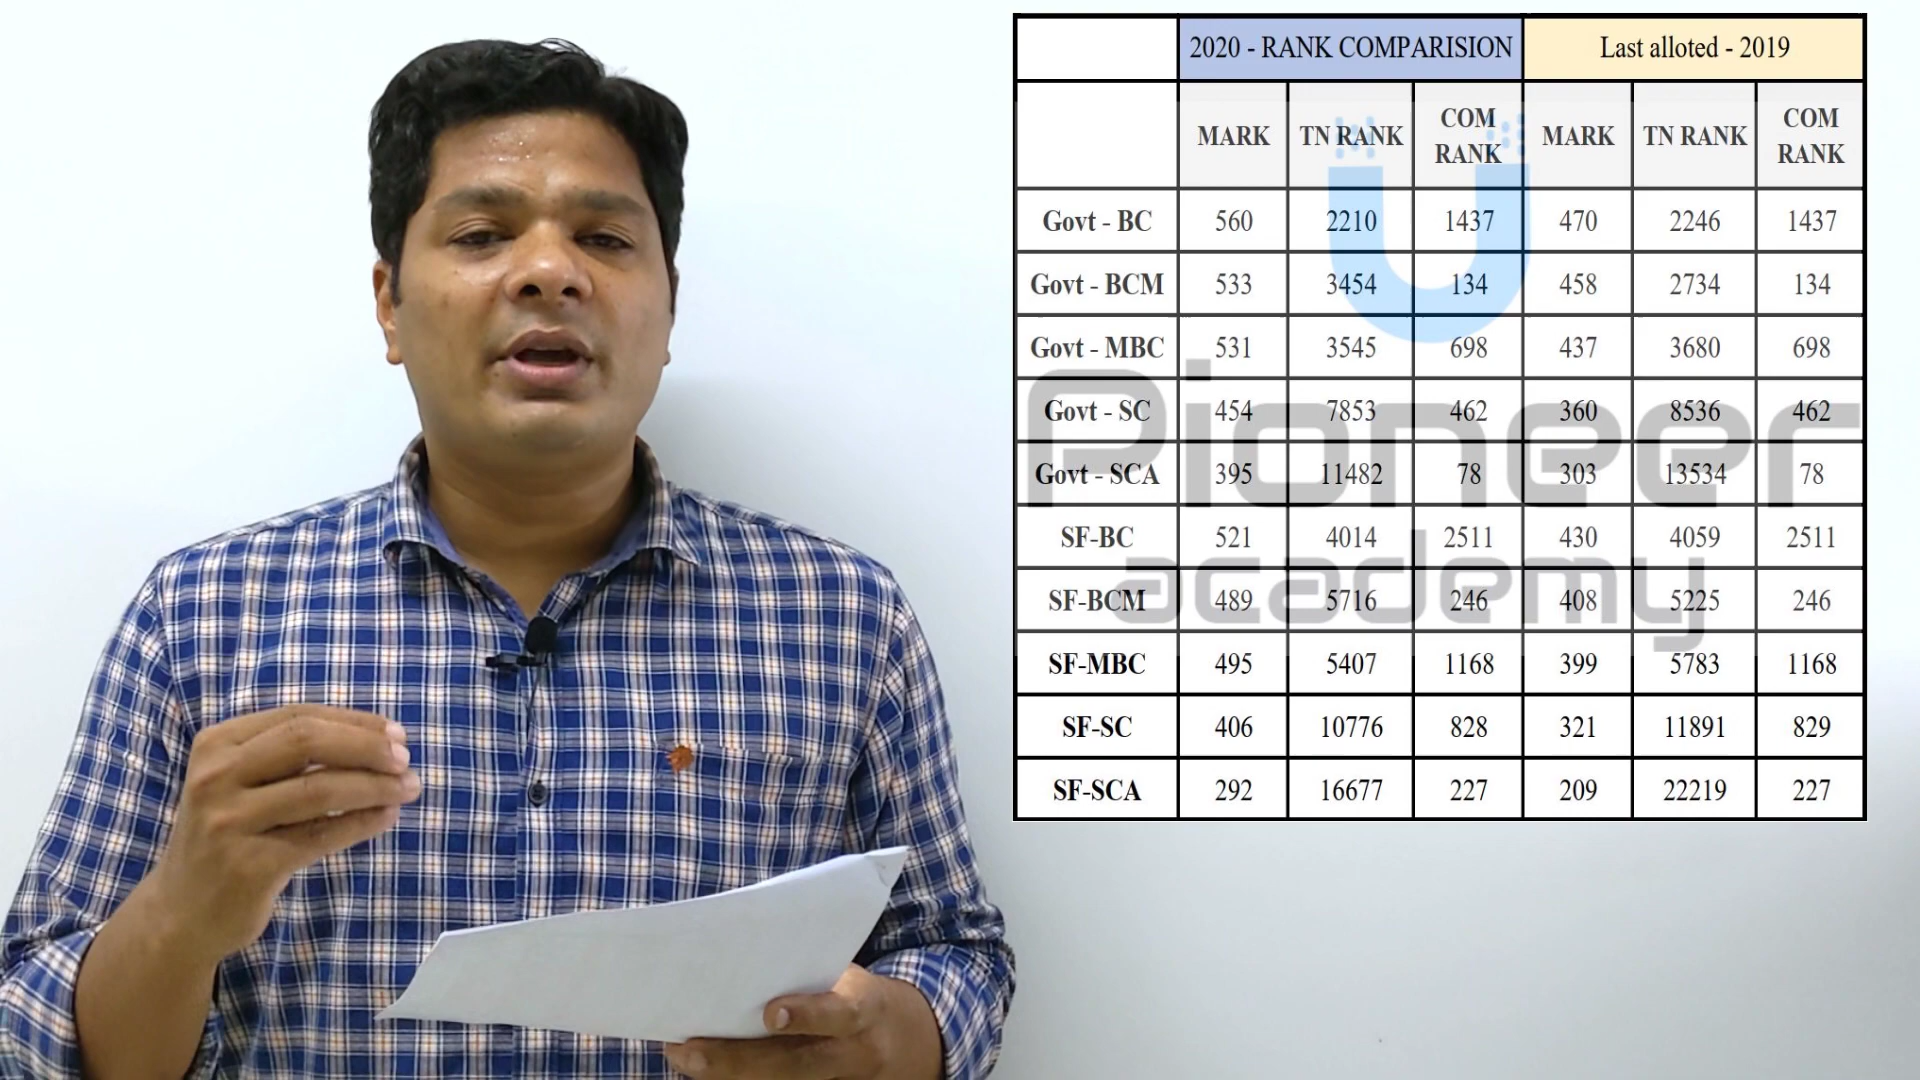 2020 - RANK COMPARISION Last alloted - 2019
MARK TN RANK COM RANK MARK TN RANK COM RANK
Govt - BC 560 2210 1437 470 2246 1437
Govt - BCM 533 3454 134 458 2734 134
Govt - MBC 531 3545 698 437 3680 698
Govt - SC 454 7853 462 360 8536 462
Govt - SCA 395 11482 78 303 13534 78
SF-BC 521 4014 2511 430 4059 2511
SF-BCM 489 5716 246 408 5225 246
SF-MBC 495 5407 1168 399 5783 1168
SF-SC 406 10776 828 321 11891 829
SF-SCA 292 16677 227 209 22219 227
Pioneer
academy